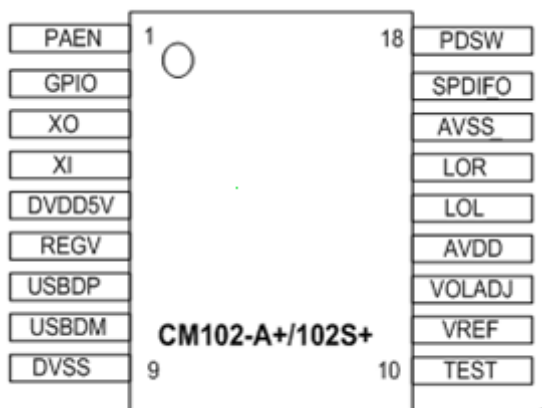 PAEN 1 18 PDSW
GPIO SPDIFO
XO AVSS_
XI LOR
DVDD5V LOL
REGV AVDD
USBDP VOLADJ
USBDM CM102-A+/102S+ VREF
DVSS 9 10 TEST